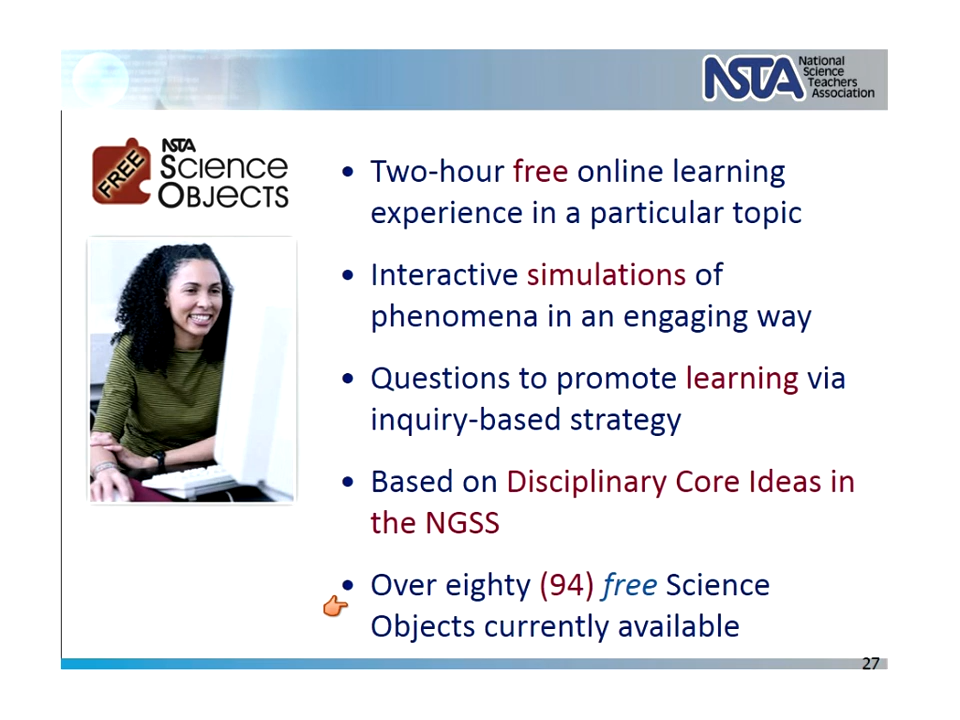 NSTA National
Science
Teachers
Association
FREE
NSTA
Science
Objects
• Two-hour free online learning
experience in a particular topic
• Interactive simulations of
phenomena in an engaging way
• Questions to promote learning via
inquiry-based strategy
• Based on Disciplinary Core Ideas in
the NGSS
• Over eighty (94) free Science
Objects currently available
27